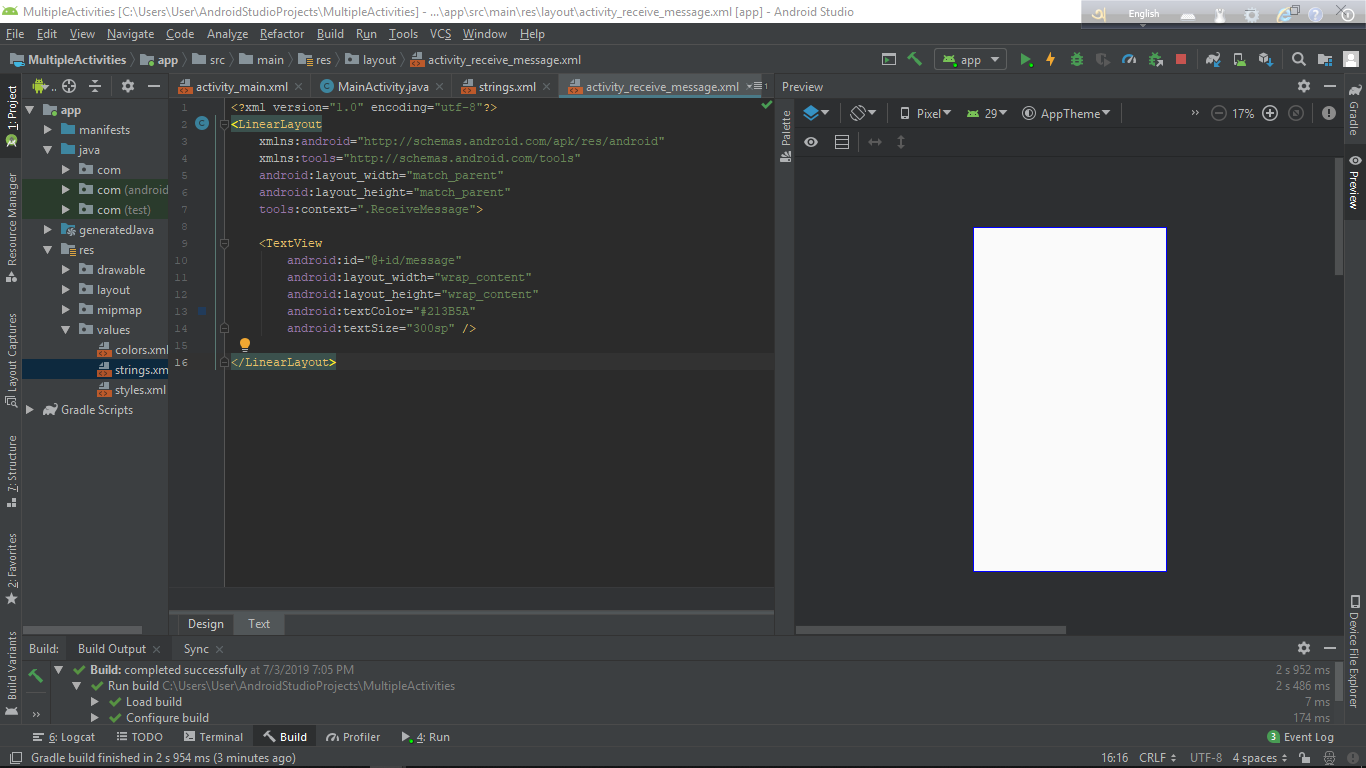 MultipleActivities [C:\Users\User\AndroidStudioProjects\MultipleActivities] - ...\app\src\main\res\layout\activity_receive_message.xml [app] - Android Studio
English
File Edit View Navigate Code Analyze Refactor Build Run Tools VCS Window Help
MultipleActivities app src main res layout activity_receive_message.xml
app
1: Project
Resource Manager
Layout Captures
7: Structure
2: Favorites
Build Variants
app
manifests
java
com
com (android
com (test)
generatedJava
res
drawable
layout
mipmap
values
colors.xml
strings.xm
styles.xml
Gradle Scripts
activity_main.xml MainActivity.java strings.xml activity_receive_message.xml 1
1 <?xml version="1.0" encoding="utf-8"?>
2 <LinearLayout
3 xmlns:android="http://schemas.android.com/apk/res/android"
4 xmlns:tools="http://schemas.android.com/tools"
5 android:layout_width="match_parent"
6 android:layout_height="match_parent"
7 tools:context=".ReceiveMessage">
8
9 <TextView
10 android:id="@+id/message"
11 android:layout_width="wrap_content"
12 android:layout_height="wrap_content"
13 android:textColor="#213B5A"
14 android:textSize="300sp" />
15
16 </LinearLayout>
Design Text
Preview
Palette
Pixel 29 AppTheme 17%
Gradle
Preview
Device File Explorer
Build: Build Output Sync
Build: completed successfully at 7/3/2019 7:05 PM 2 s 952 ms
Run build C:\Users\User\AndroidStudioProjects\MultipleActivities 2 s 486 ms
Load build 7 ms
Configure build 174 ms
6: Logcat TODO Terminal Build Profiler 4: Run 3 Event Log
Gradle build finished in 2 s 954 ms (3 minutes ago) 16:16 CRLF UTF-8 4 spaces